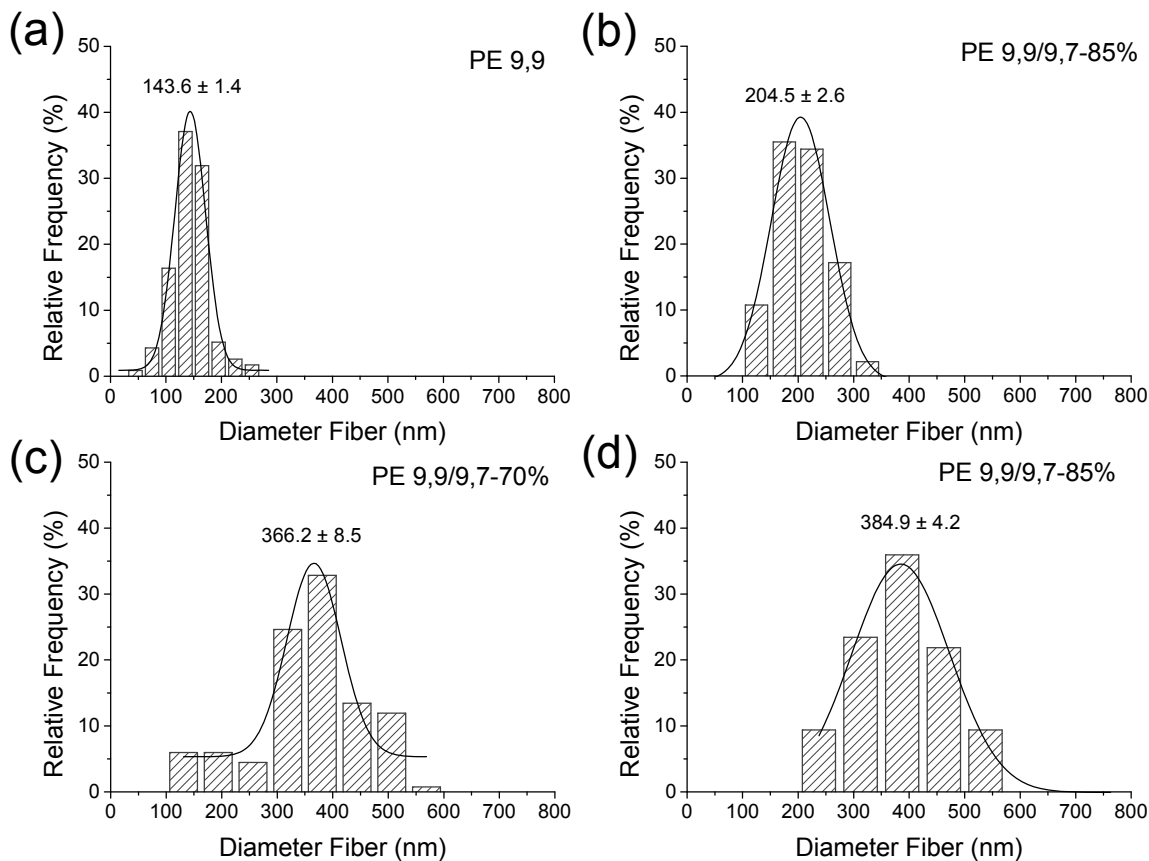 (a)
PE 9,9
143.6 ± 1.4
Relative Frequency (%)
50
40
30
20
10
0
0 100 200 300 400 500 600 700 800
Diameter Fiber (nm)
(b)
PE 9,9/9,7-85%
204.5 ± 2.6
Relative Frequency (%)
50
40
30
20
10
0
0 100 200 300 400 500 600 700 800
Diameter Fiber (nm)
(c)
PE 9,9/9,7-70%
366.2 ± 8.5
Relative Frequency (%)
50
40
30
20
10
0
0 100 200 300 400 500 600 700 800
Diameter Fiber (nm)
(d)
PE 9,9/9,7-85%
384.9 ± 4.2
Relative Frequency (%)
50
40
30
20
10
0
0 100 200 300 400 500 600 700 800
Diameter Fiber (nm)